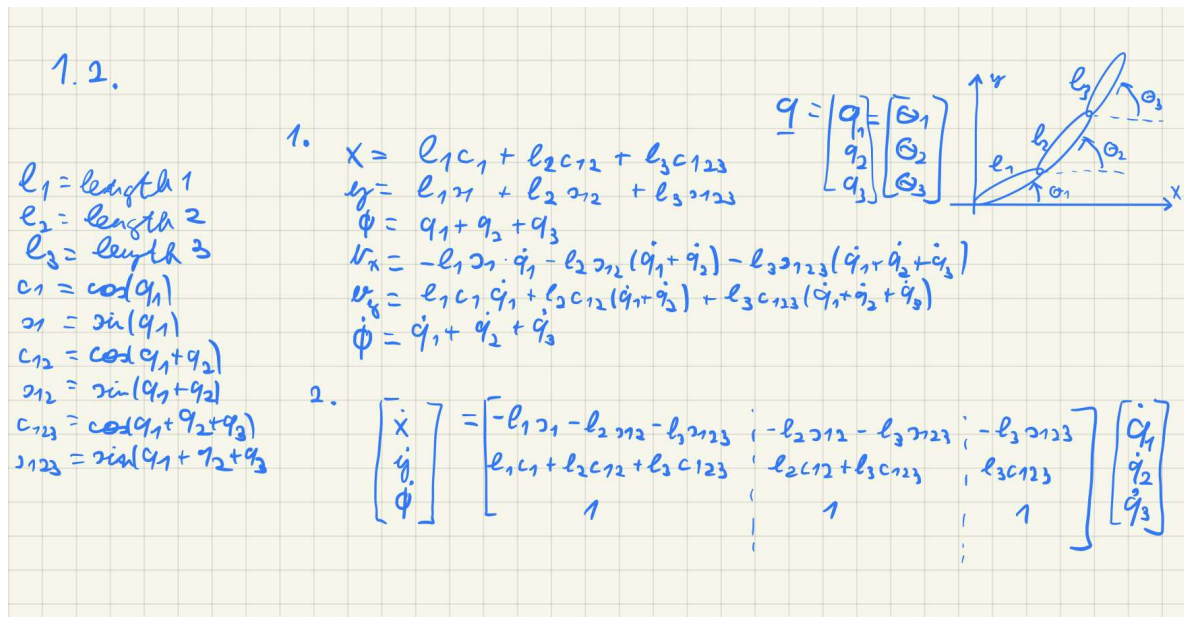 1.2.
l₁ = length 1
l₂ = length 2
l₃ = length 3
c1 = cos(q₁)
s1 = sin(q₁)
c₁₂ = cos(q₁+q₂)
s₁₂ = sin(q₁+q₂)
c₁₂₃ = cos(q₁+q₂+q₃)
s₁₂₃ = sin(q₁+q₂+q₃
1.
x = l₁c₁ + l₂c₁₂ + l₃c₁₂₃
y = l₁s₁ + l₂s₁₂ + l₃s₁₂₃
ϕ = q₁+q₂+q₃
vₓ = -l₁s₁·q̇₁ - l₂s₁₂(q̇₁+q̇₂) - l₃s₁₂₃(q̇₁+q̇₂+q̇₃)
v_y = l₁c₁q̇₁ + l₂c₁₂(q̇₁+q̇₂) + l₃c₁₂₃(q̇₁+q̇₂+q̇₃)
ϕ̇ = q̇₁+q̇₂+q̇₃
q = [q₁ q₂ q₃] = [Θ₁ Θ₂ Θ₃]
y
l₃
Θ₃
l₂
Θ₂
l₁
Θ₁
x
2.
[ẋ] = [-l₁s₁-l₂s₁₂-l₃s₁₂₃ ¦ -l₂s₁₂-l₃s₁₂₃ ¦ -l₃s₁₂₃] [q̇₁]
[ẏ] [l₁c₁+l₂c₁₂+l₃c₁₂₃ ¦ l₂c₁₂+l₃c₁₂₃ ¦ l₃c₁₂₃] [q̇₂]
[ϕ̇] [1 ¦ 1 ¦ 1] [q̇₃]